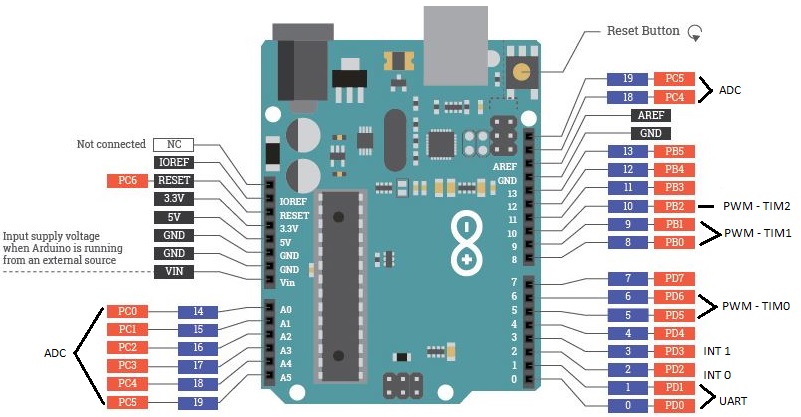 Reset Button
19 PC5
18 PC4
ADC
AREF
GND
13 PB5
12 PB4
11 PB3
10 PB2 PWM - TIM2
9 PB1
8 PB0
PWM - TIM1
7 PD7
6 PD6
5 PD5
PWM - TIM0
4 PD4
3 PD3 INT 1
2 PD2 INT 0
1 PD1
0 PD0
UART
Not connected NC
IOREF
PC6 RESET
3.3V
5V
GND
GND
VIN
Input supply voltage
when Arduino is running
from an external source
ADC
PC0 14
PC1 15
PC2 16
PC3 17
PC4 18
PC5 19
IOREF
RESET
3.3V
5V
GND
GND
Vin
A0
A1
A2
A3
A4
A5
AREF
GND
13
12
11
10
9
8
7
6
5
4
3
2
1
0